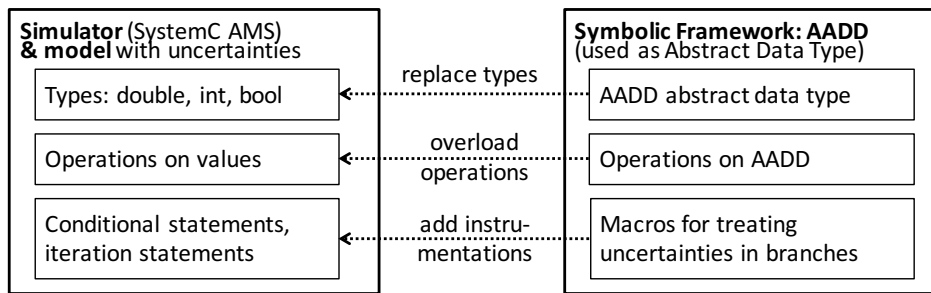 Simulator (SystemC AMS)
& model with uncertainties
Types: double, int, bool
Operations on values
Conditional statements,
iteration statements
replace types
overload
operations
add instru-
mentations
Symbolic Framework: AADD
(used as Abstract Data Type)
AADD abstract data type
Operations on AADD
Macros for treating
uncertainties in branches